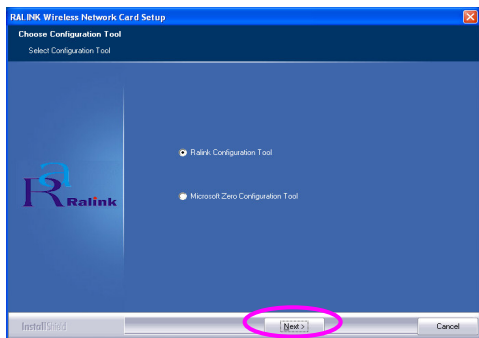 RALINK Wireless Network Card Setup
Choose Configuration Tool
Select Configuration Tool
Ralink Configuration Tool
Microsoft Zero Configuration Tool
Ralink
InstallShield
Next >
Cancel